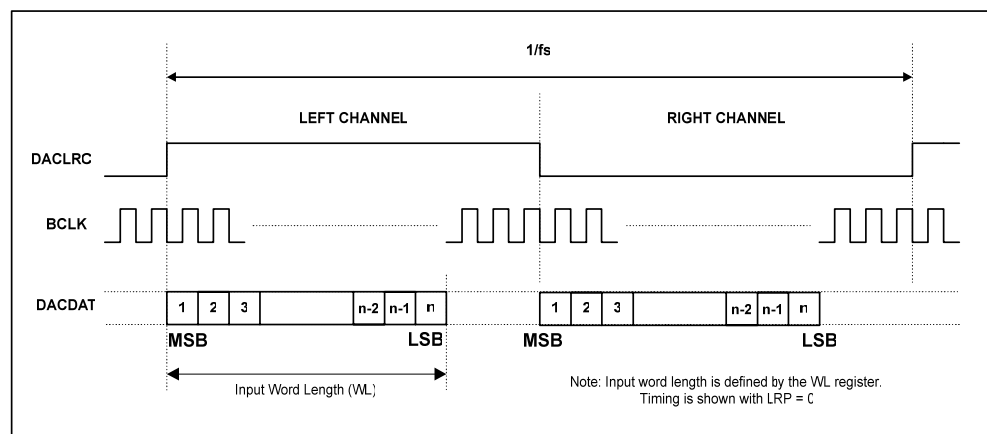 1/fs
LEFT CHANNEL
RIGHT CHANNEL
DACLRC
BCLK
DACDAT
1 2 3 n-2 n-1 n
1 2 3 n-2 n-1 n
MSB
LSB
MSB
LSB
Input Word Length (WL)
Note: Input word length is defined by the WL register.
Timing is shown with LRP = 0